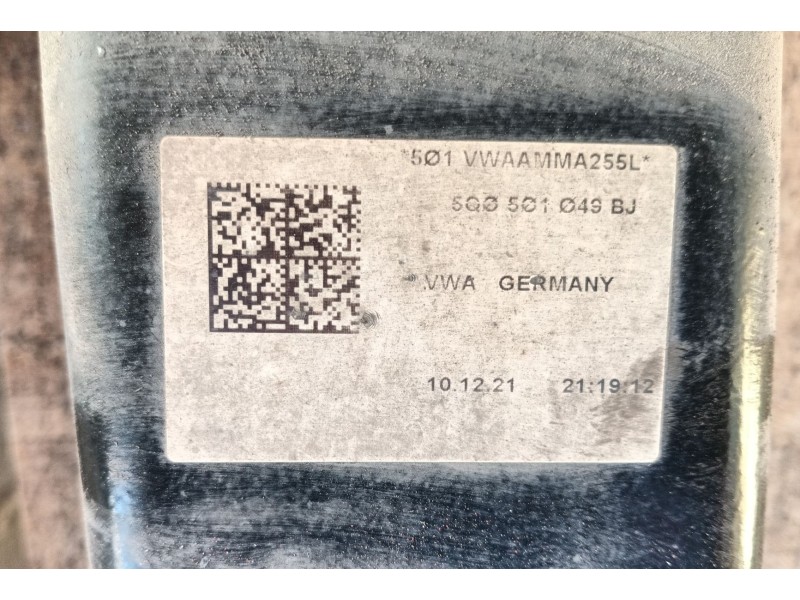 *5Ø1 VWAAMMA255L*
5QØ 5Ø1 Ø49 BJ
VWA GERMANY
10.12.21 21:19:12